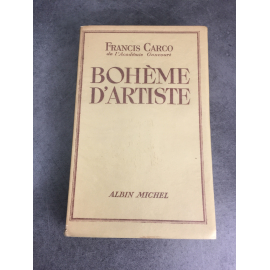 FRANCIS CARCO
de l'Académie Goncourt
BOHÈME
D'ARTISTE
ALBIN MICHEL